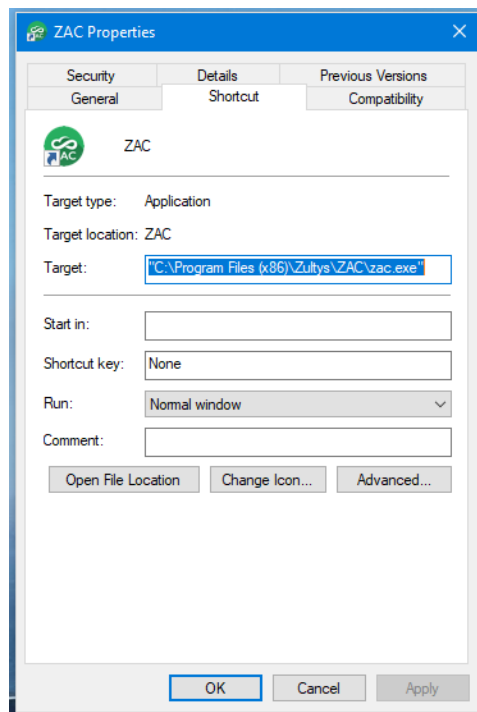 ZAC Properties
Security Details Previous Versions
General Shortcut Compatibility
AC
ZAC
Target type: Application
Target location: ZAC
Target: "C:\Program Files (x86)\Zultys\ZAC\zac.exe"
Start in:
Shortcut key: None
Run: Normal window
Comment:
Open File Location Change Icon... Advanced...
OK Cancel Apply